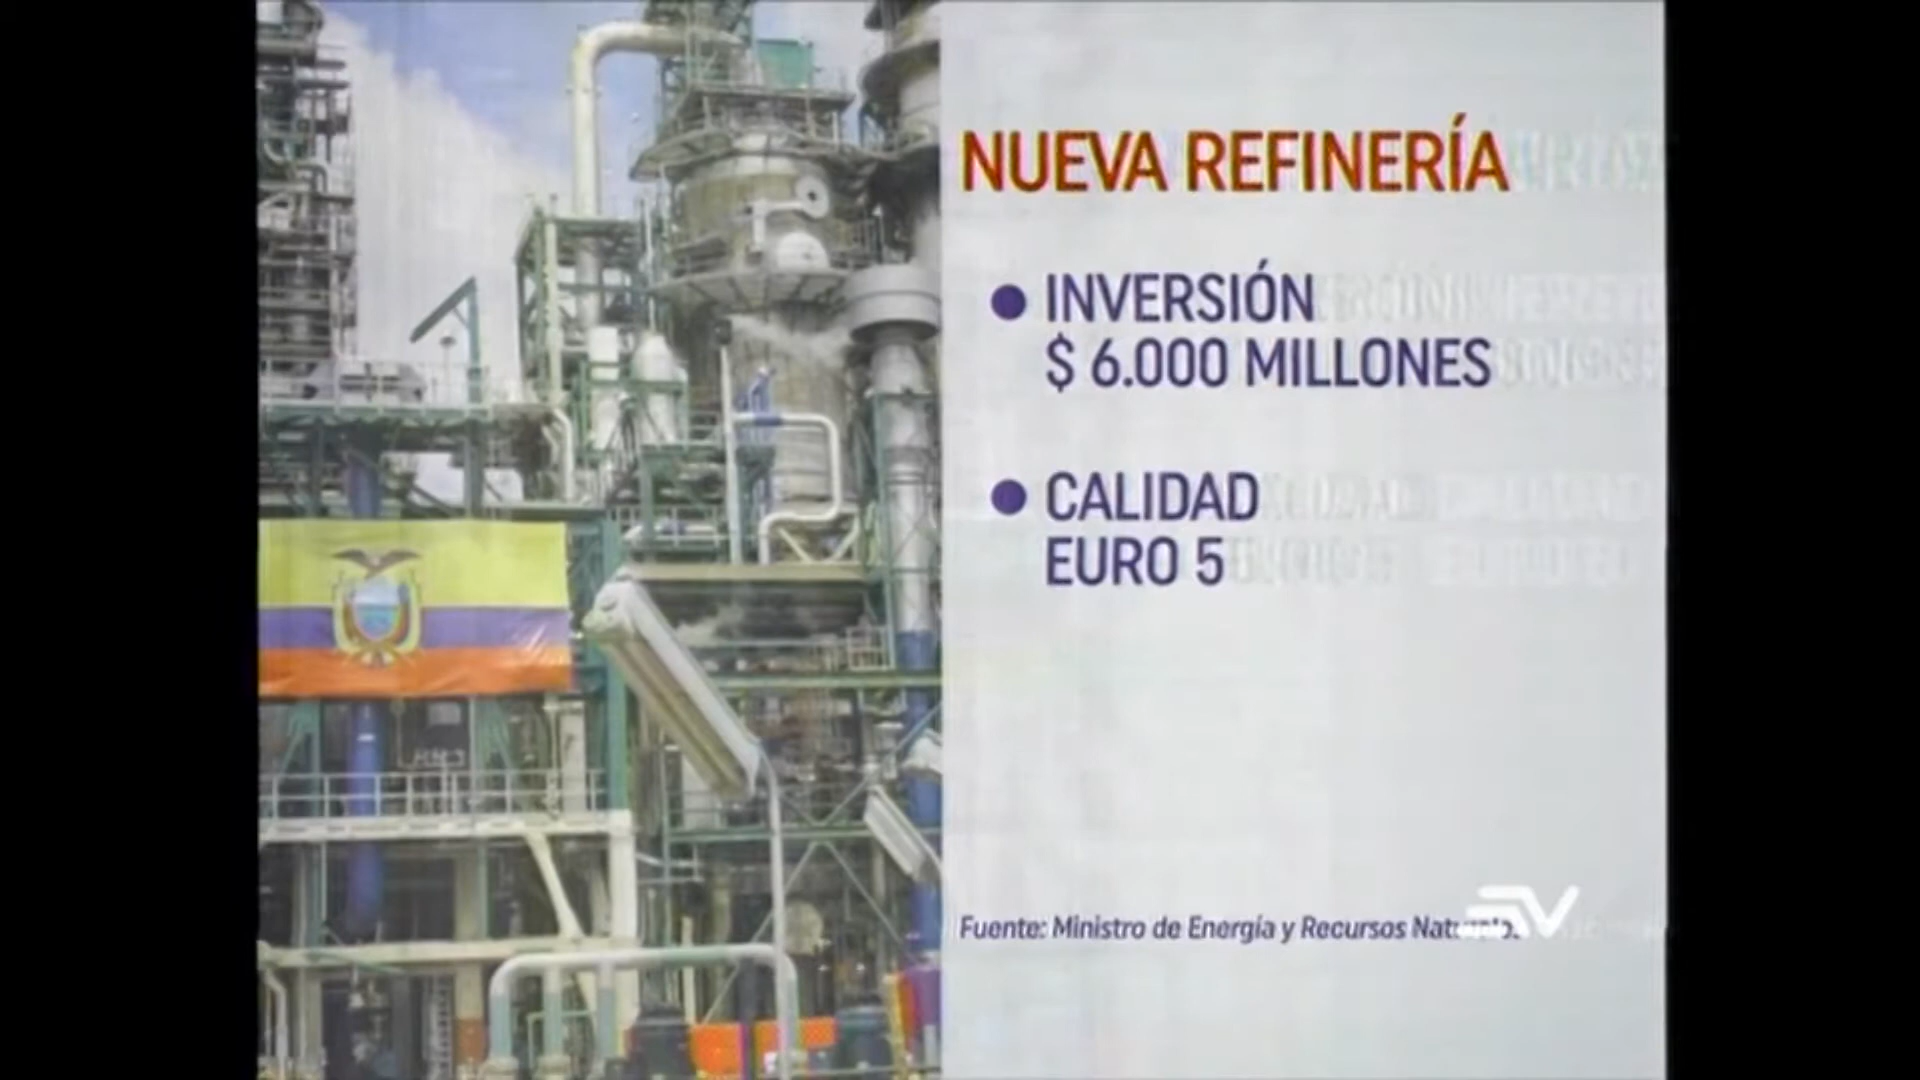 NUEVA REFINERÍA
INVERSIÓN
$ 6.000 MILLONES
CALIDAD
EURO 5
Fuente: Ministro de Energía y Recursos